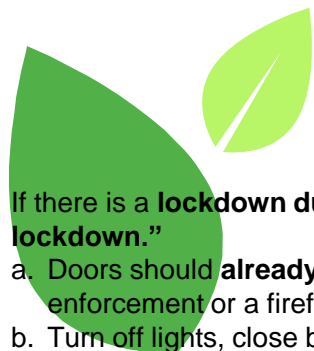 If there is a lockdown du
lockdown.”
a. Doors should already
enforcement or a firef
b. Turn off lights, close b